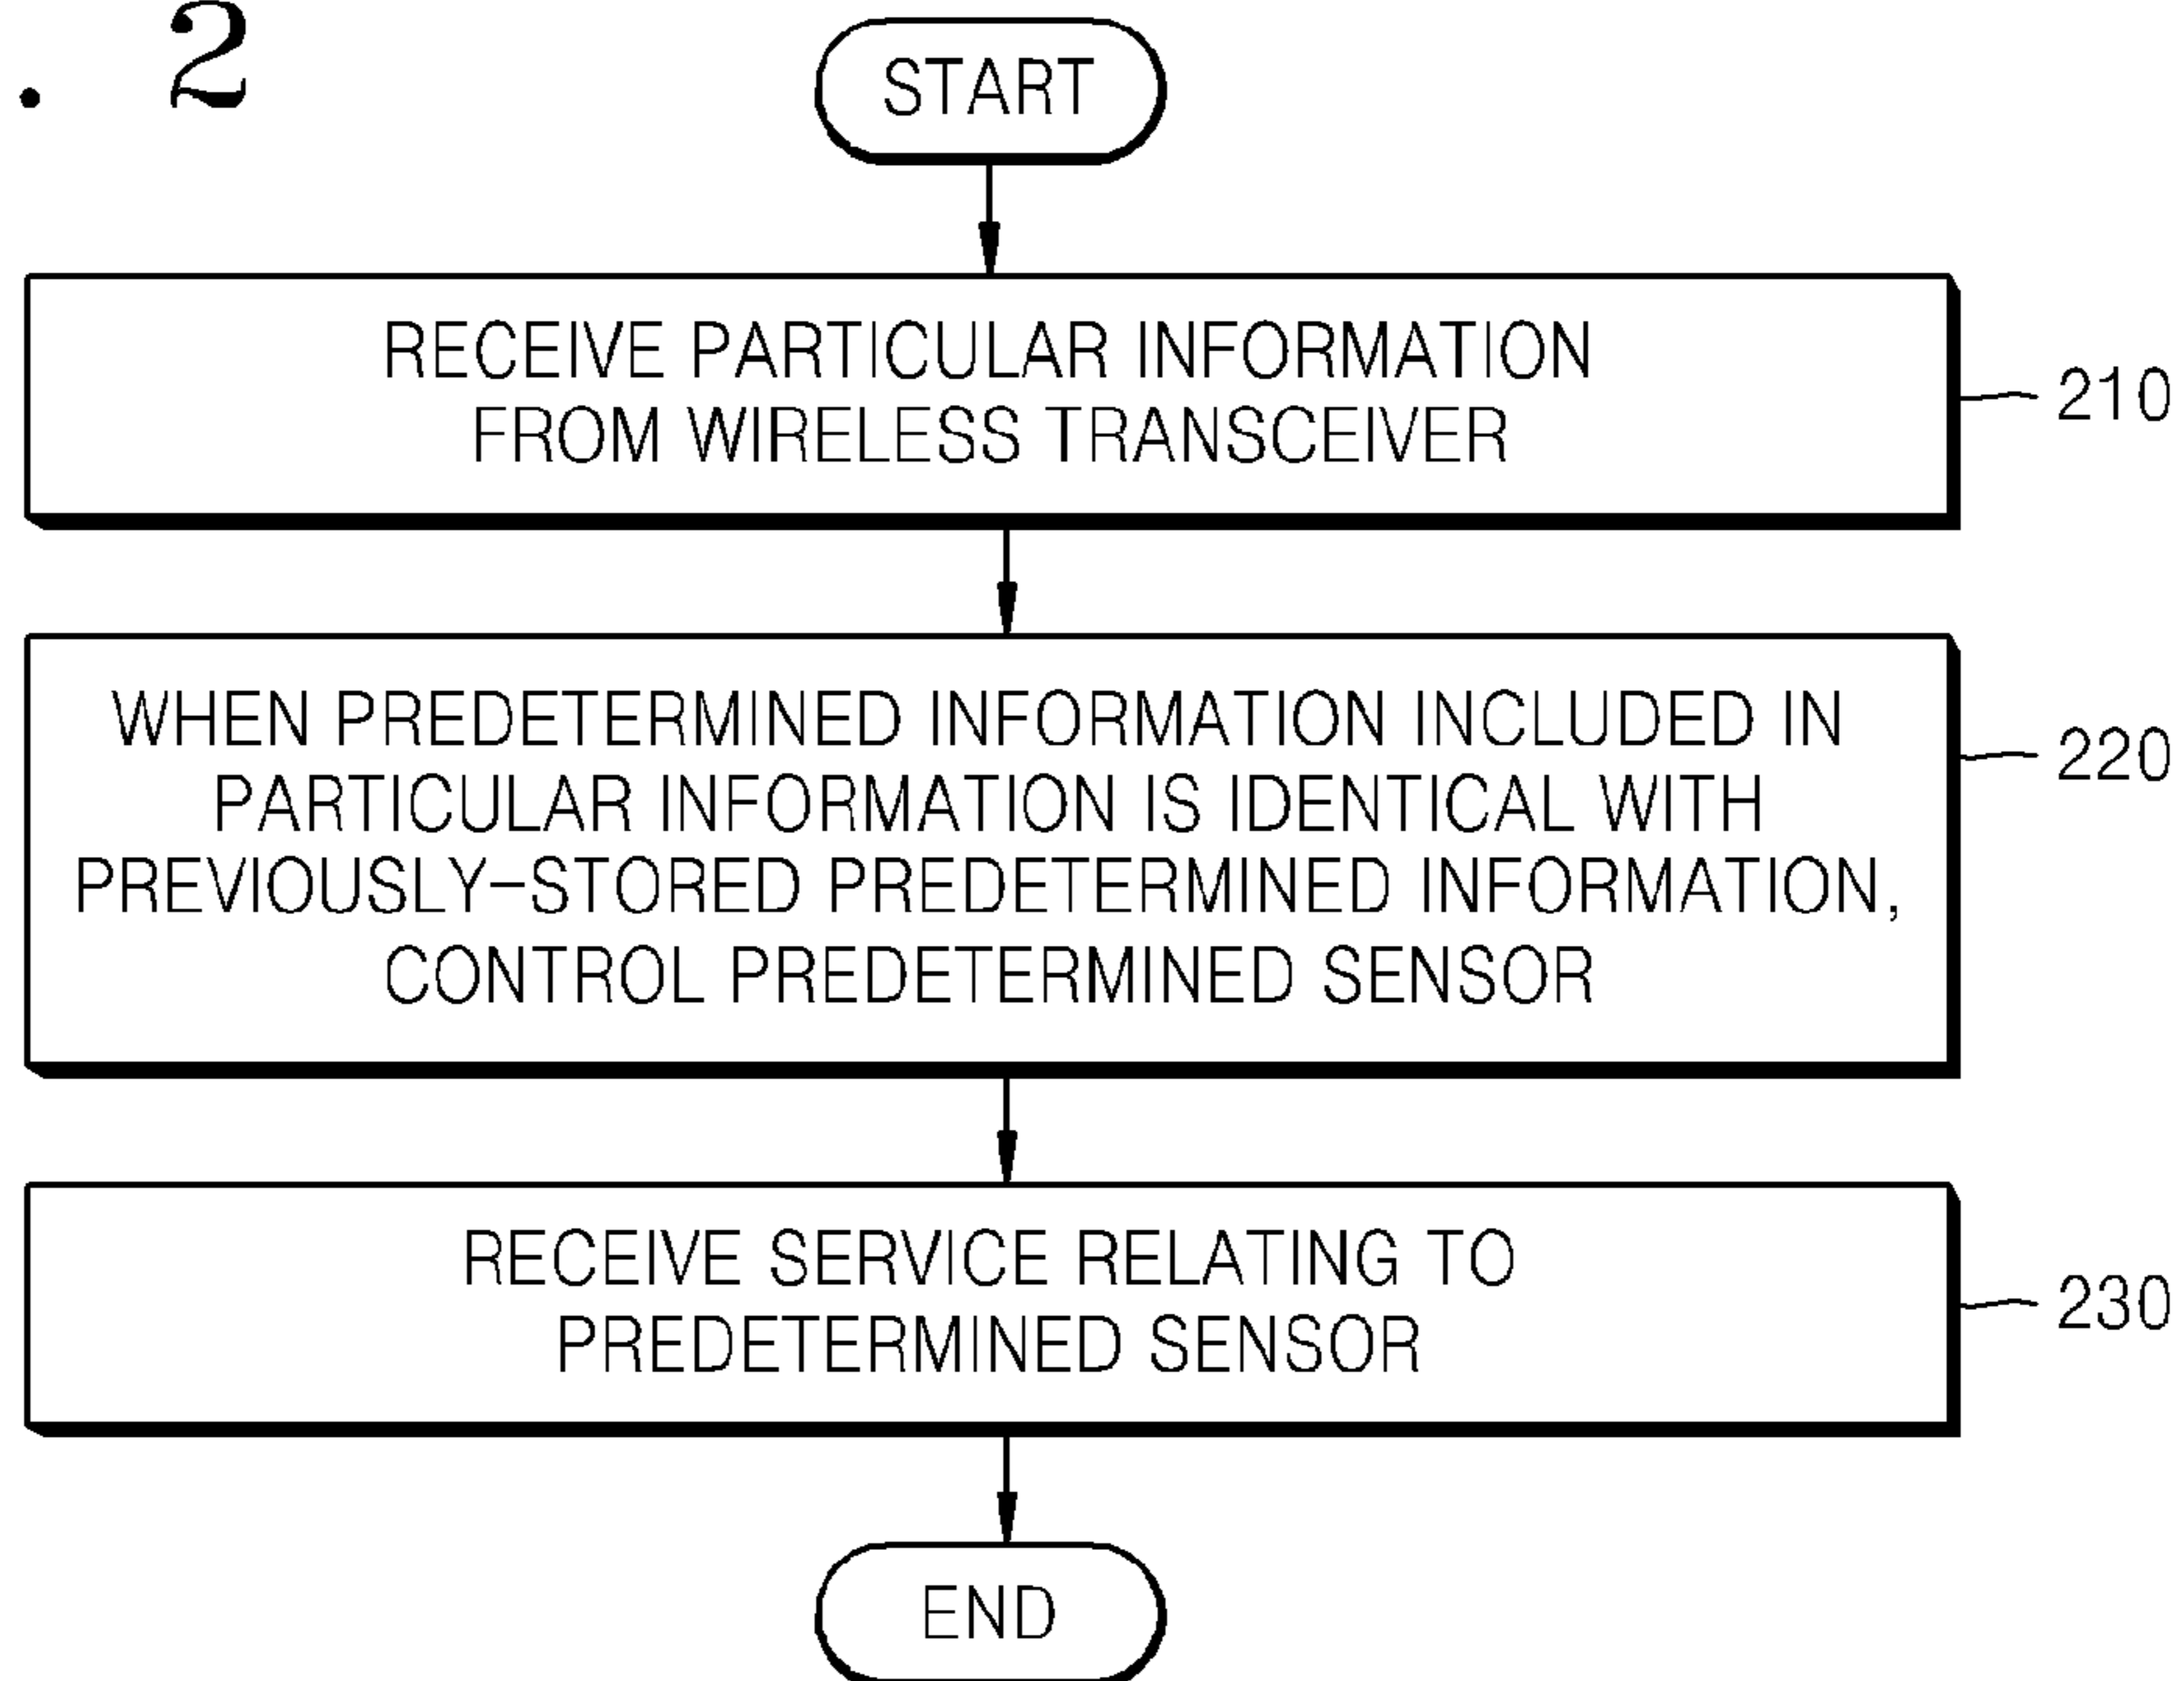 . 2
START
RECEIVE PARTICULAR INFORMATION
FROM WIRELESS TRANSCEIVER
210
WHEN PREDETERMINED INFORMATION INCLUDED IN
PARTICULAR INFORMATION IS IDENTICAL WITH
PREVIOUSLY-STORED PREDETERMINED INFORMATION,
CONTROL PREDETERMINED SENSOR
220
RECEIVE SERVICE RELATING TO
PREDETERMINED SENSOR
230
END